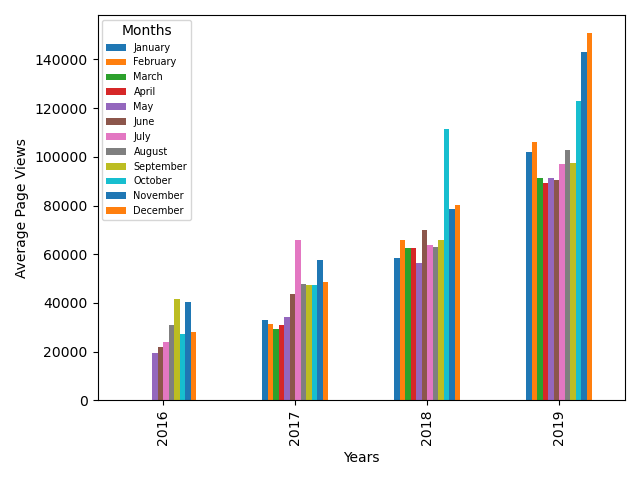 Months
January
February
March
April
May
June
July
August
September
October
November
December
Average Page Views
140000
120000
100000
80000
60000
40000
20000
0
2016
2017
2018
2019
Years